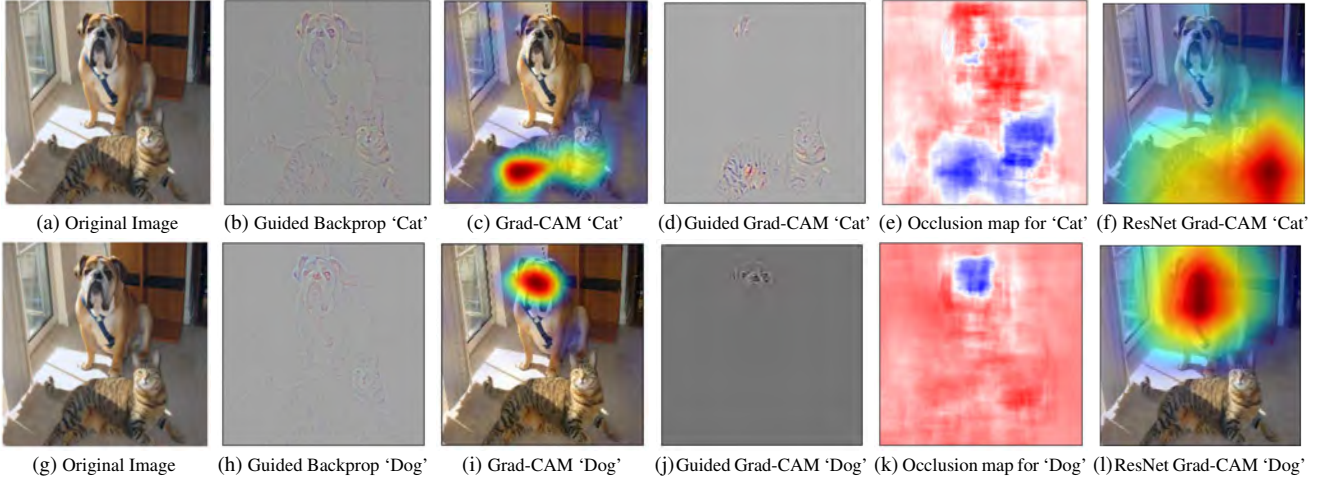 (a) Original Image (b) Guided Backprop ‘Cat’ (c) Grad-CAM ‘Cat’ (d) Guided Grad-CAM ‘Cat’ (e) Occlusion map for ‘Cat’ (f) ResNet Grad-CAM ‘Cat’
(g) Original Image (h) Guided Backprop ‘Dog’ (i) Grad-CAM ‘Dog’ (j) Guided Grad-CAM ‘Dog’ (k) Occlusion map for ‘Dog’ (l) ResNet Grad-CAM ‘Dog’